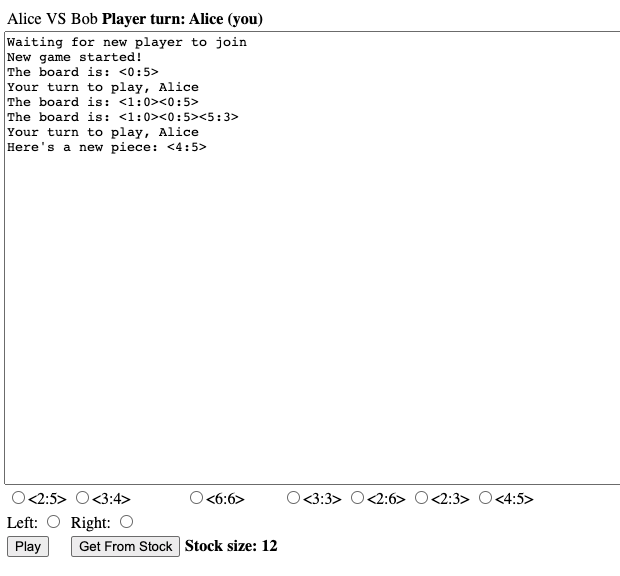 Alice VS Bob Player turn: Alice (you)
Waiting for new player to join
New game started!
The board is: <0:5>
Your turn to play, Alice
The board is: <1:0><0:5>
The board is: <1:0><0:5><5:3>
Your turn to play, Alice
Here's a new piece: <4:5>
<2:5> <3:4> <6:6> <3:3> <2:6> <2:3> <4:5>
Left: Right:
Play Get From Stock Stock size: 12